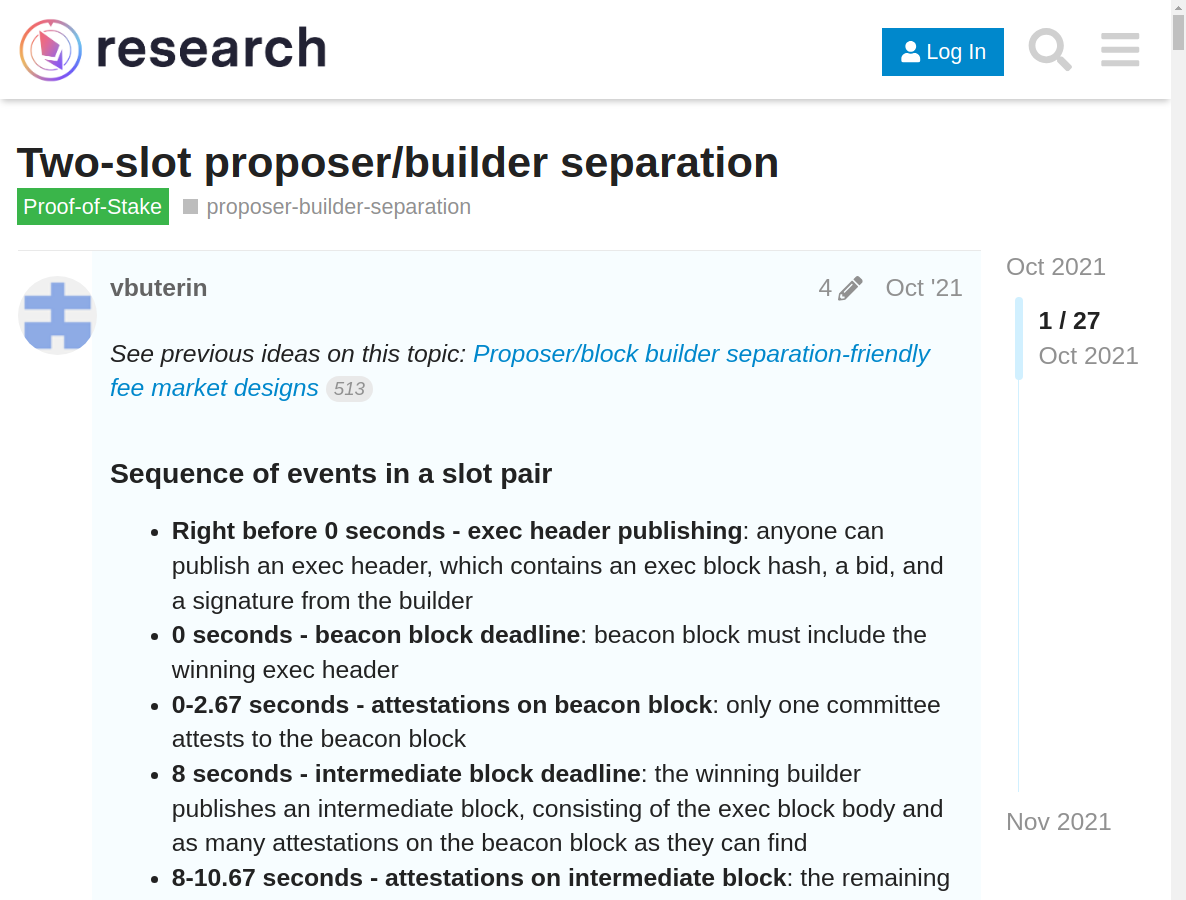 research
Log In
Two-slot proposer/builder separation
Proof-of-Stake proposer-builder-separation
vbuterin 4 Oct '21
See previous ideas on this topic: Proposer/block builder separation-friendly
fee market designs 513
Sequence of events in a slot pair
• Right before 0 seconds - exec header publishing: anyone can
publish an exec header, which contains an exec block hash, a bid, and
a signature from the builder
• 0 seconds - beacon block deadline: beacon block must include the
winning exec header
• 0-2.67 seconds - attestations on beacon block: only one committee
attests to the beacon block
• 8 seconds - intermediate block deadline: the winning builder
publishes an intermediate block, consisting of the exec block body and
as many attestations on the beacon block as they can find
• 8-10.67 seconds - attestations on intermediate block: the remaining
Oct 2021
1 / 27
Oct 2021
Nov 2021